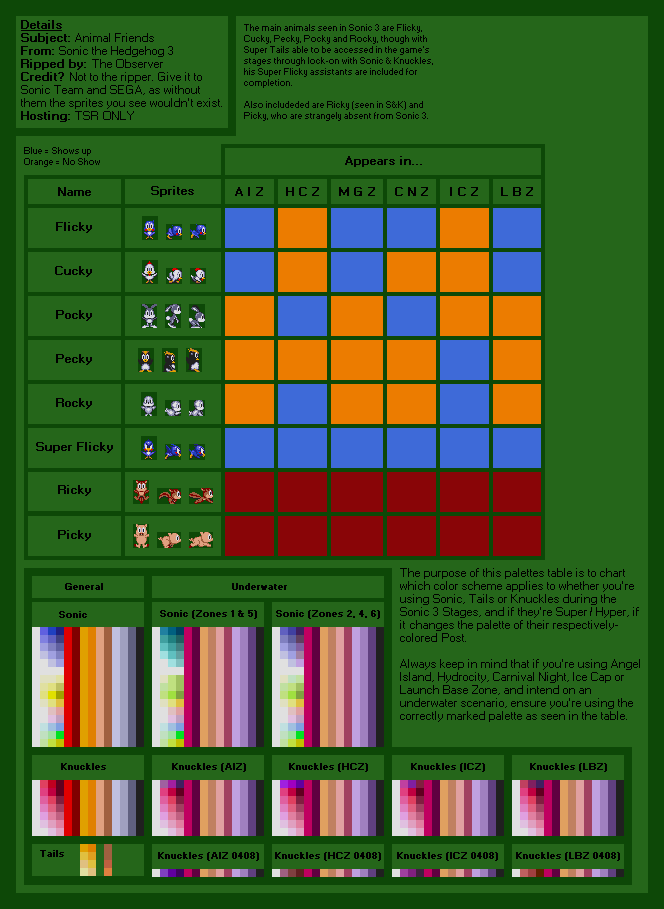 Details
Subject: Animal Friends
From: Sonic the Hedgehog 3
Ripped by: The Observer
Credit? Not to the ripper. Give it to
Sonic Team and SEGA, as without
them the sprites you see wouldn't exist.
Hosting: TSR ONLY
The main animals seen in Sonic 3 are Flicky,
Cucky, Pecky, Pocky and Rocky, though with
Super Tails able to be accessed in the game's
stages through lock-on with Sonic & Knuckles,
his Super Flicky assistants are included for
completion.
Also includeded are Ricky (seen in S&K) and
Picky, who are strangely absent from Sonic 3.
Blue = Shows up
Orange = No Show
Appears in...
Name Sprites AIZ HCZ MGZ CNZ ICZ LBZ
Flicky
Cucky
Pocky
Pecky
Rocky
Super Flicky
Ricky
Picky
General Underwater
Sonic Sonic (Zones 1 & 5) Sonic (Zones 2, 4, 6)
The purpose of this palettes table is to chart
which color scheme applies to whether you're
using Sonic, Tails or Knuckles during the
Sonic 3 Stages, and if they're Super / Hyper, if
it changes the palette of their respectively-
colored Post.
Always keep in mind that if you're using Angel
Island, Hydrocity, Carnival Night, Ice Cap or
Launch Base Zone, and intend on an
underwater scenario, ensure you're using the
correctly marked palette as seen in the table.
Knuckles Knuckles (AIZ) Knuckles (HCZ) Knuckles (ICZ) Knuckles (LBZ)
Tails Knuckles (AIZ 0408) Knuckles (HCZ 0408) Knuckles (ICZ 0408) Knuckles (LBZ 0408)